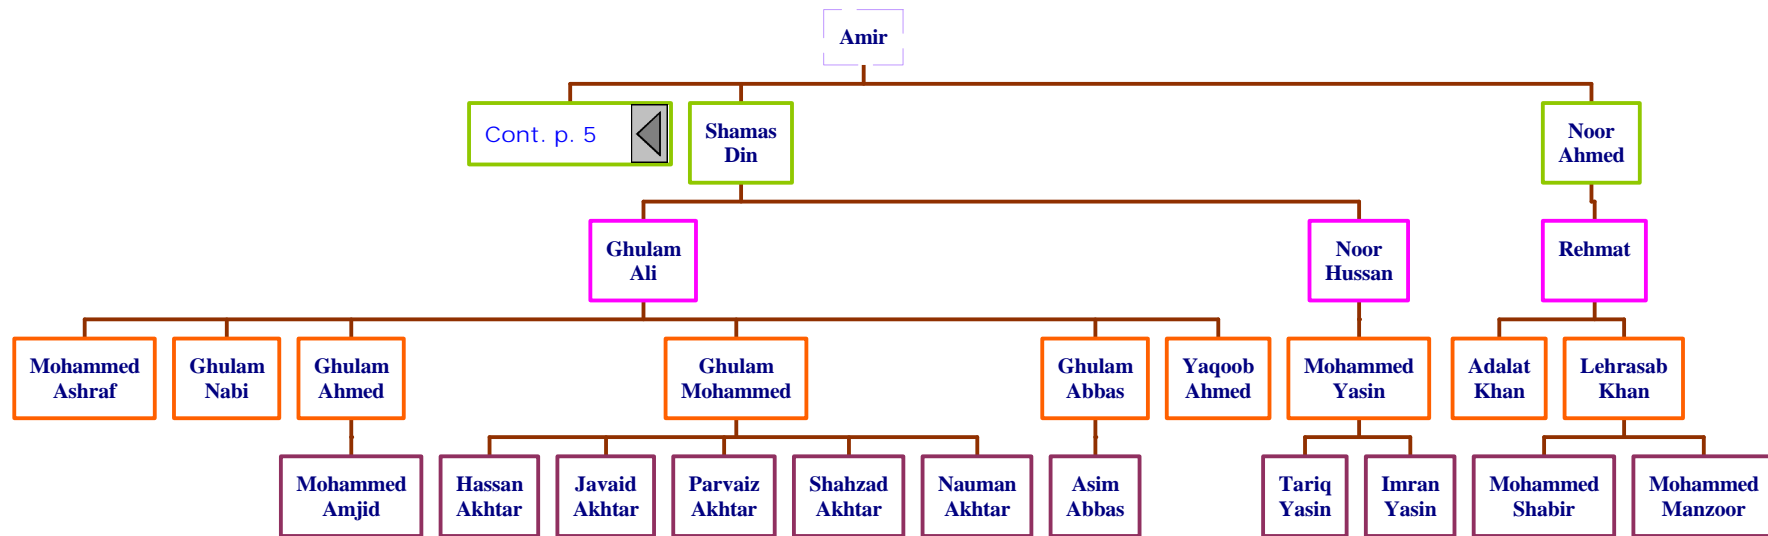 Amir
Cont. p. 5
Shamas
Din
Noor
Ahmed
Ghulam
Ali
Noor
Hussan
Rehmat
Mohammed
Ashraf
Ghulam
Nabi
Ghulam
Ahmed
Ghulam
Mohammed
Ghulam
Abbas
Yaqoob
Ahmed
Mohammed
Yasin
Adalat
Khan
Lehrasab
Khan
Mohammed
Amjid
Hassan
Akhtar
Javaid
Akhtar
Parvaiz
Akhtar
Shahzad
Akhtar
Nauman
Akhtar
Asim
Abbas
Tariq
Yasin
Imran
Yasin
Mohammed
Shabir
Mohammed
Manzoor